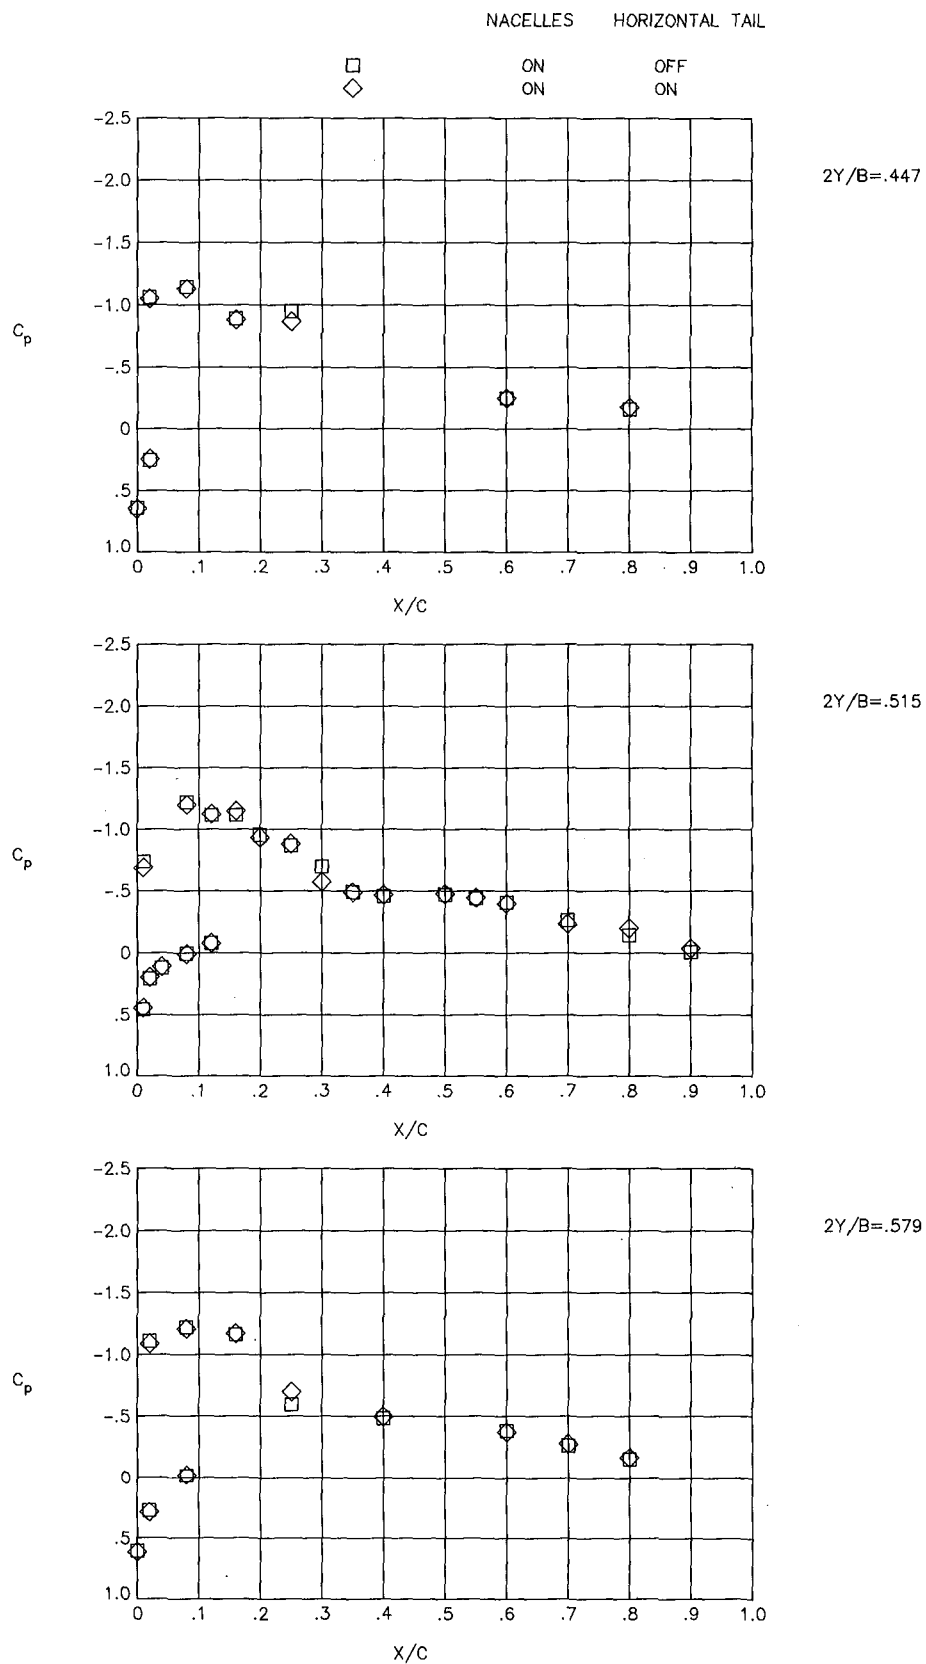 NACELLES HORIZONTAL TAIL
ON OFF
ON ON
-2.5
-2.0
-1.5
-1.0
-.5
0
.5
1.0
Cp
0 .1 .2 .3 .4 .5 .6 .7 .8 .9 1.0
X/C
2Y/B=.447
-2.5
-2.0
-1.5
-1.0
-.5
0
.5
1.0
Cp
0 .1 .2 .3 .4 .5 .6 .7 .8 .9 1.0
X/C
2Y/B=.515
-2.5
-2.0
-1.5
-1.0
-.5
0
.5
1.0
Cp
0 .1 .2 .3 .4 .5 .6 .7 .8 .9 1.0
X/C
2Y/B=.579